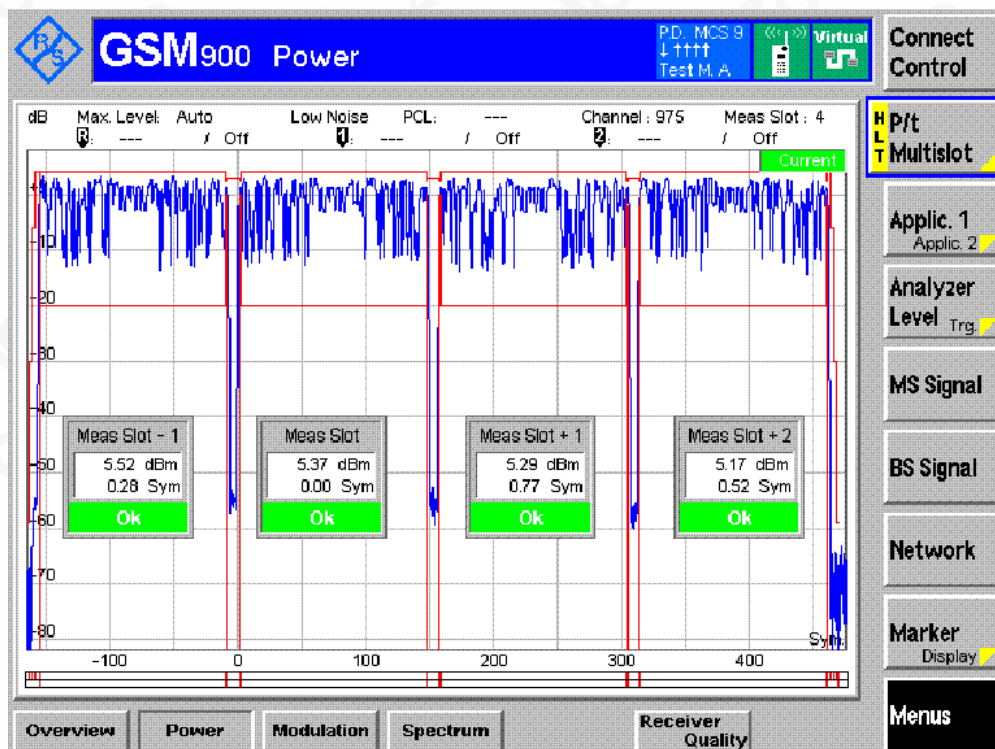 R/S
GSM900 Power
P.D. MCS 9
↓↑↑↑↑
Test M. A.
Virtual
Connect Control
dB Max. Level: Auto Low Noise PCL: --- Channel : 975 Meas Slot : 4
R: --- / Off 1: --- / Off 2: --- / Off
Current
HLT
P/t Multislot
Applic. 1
Applic. 2
Analyzer Level Trg.
MS Signal
BS Signal
Network
Marker
Display
Menus
-10
-20
-30
-40
-50
-60
-70
-80
Meas Slot - 1
5.52 dBm
0.28 Sym
Ok
Meas Slot
5.37 dBm
0.00 Sym
Ok
Meas Slot + 1
5.29 dBm
0.77 Sym
Ok
Meas Slot + 2
5.17 dBm
0.52 Sym
Ok
Sym.
-100 0 100 200 300 400
Overview Power Modulation Spectrum Receiver Quality